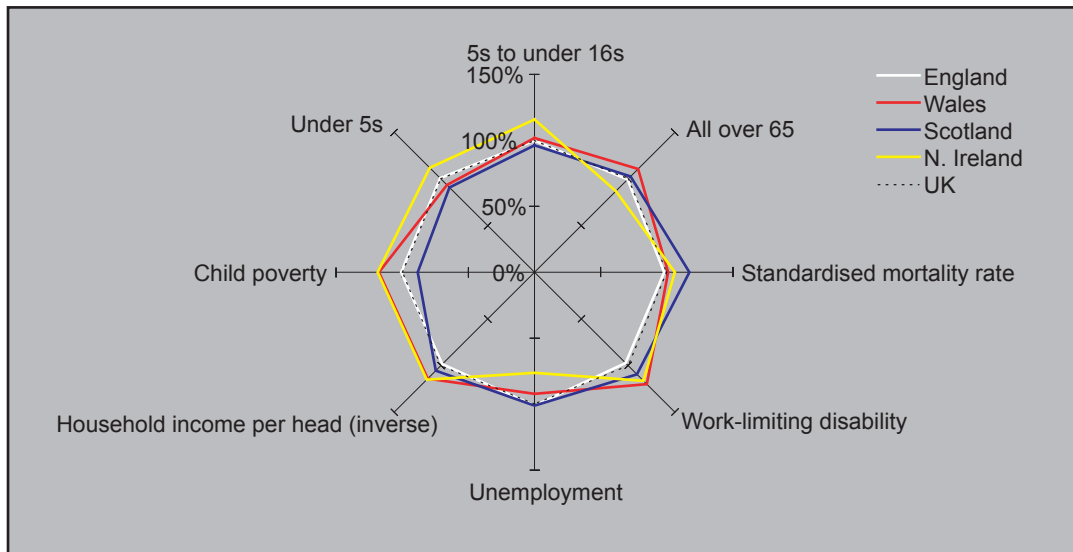 5s to under 16s
150%
England
Wales
Scotland
N. Ireland
UK
Under 5s
All over 65
100%
50%
Child poverty
0%
Standardised mortality rate
Household income per head (inverse)
Work-limiting disability
Unemployment